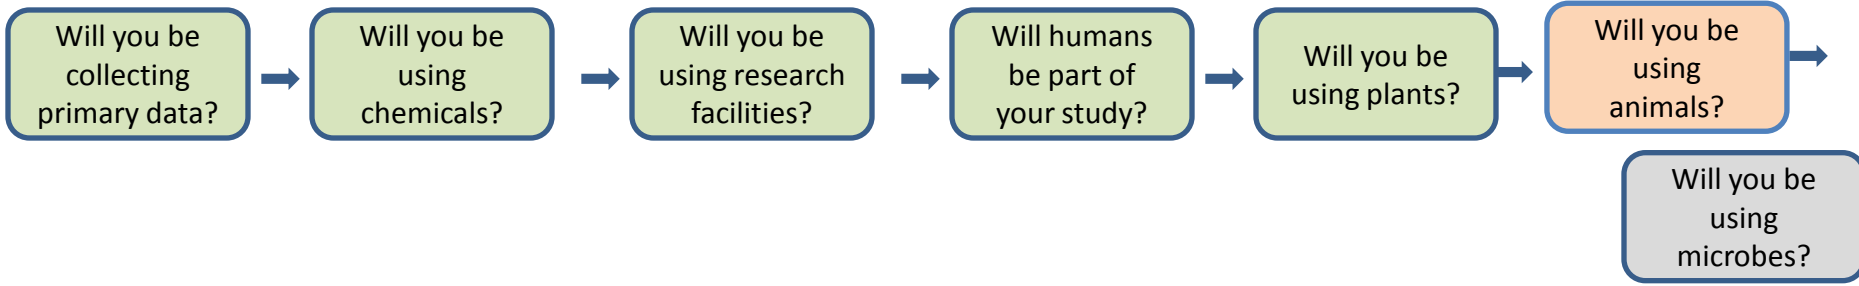 Will you be
collecting
primary data?
Will you be
using
chemicals?
Will you be
using research
facilities?
Will humans
be part of
your study?
Will you be
using plants?
Will you be
using
animals?
Will you be
using
microbes?